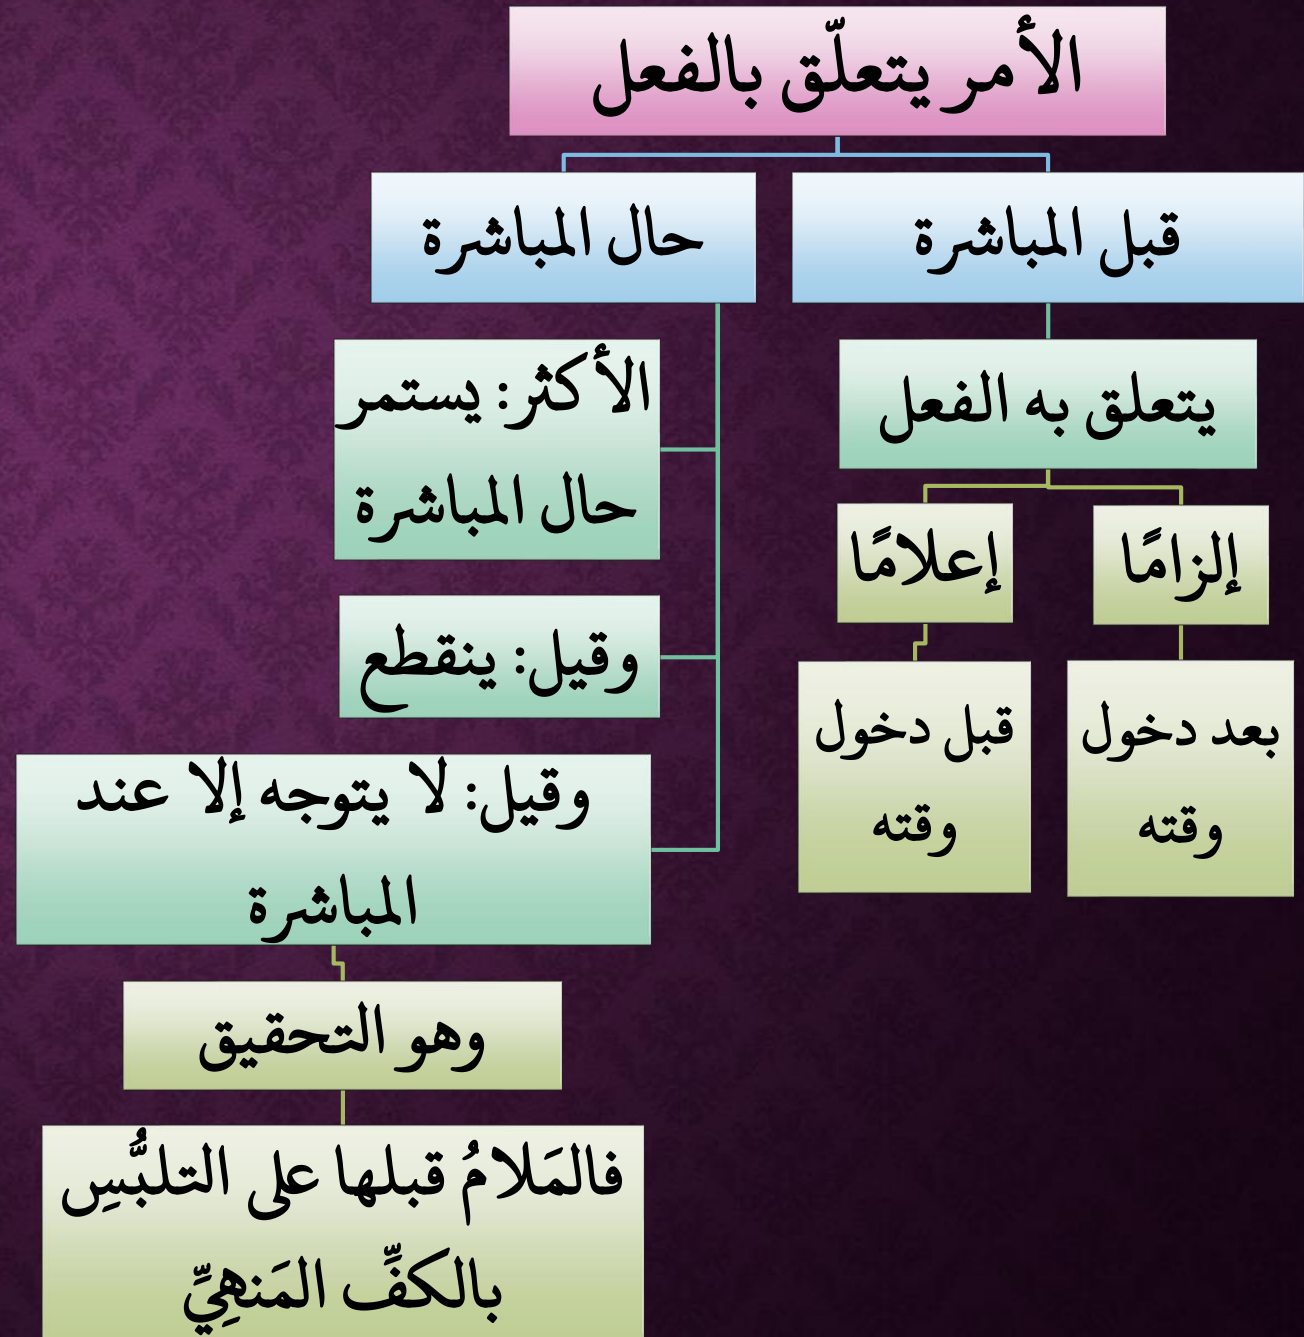 الأمر يتعلّق بالفعل
قبل المباشرة
حال المباشرة
يتعلق به الفعل
إلزامًا
إعلامًا
بعد دخول
وقته
قبل دخول
وقته
الأكثر: يستمر
حال المباشرة
وقيل: ينقطع
وقيل: لا يتوجه إلا عند
المباشرة
وهو التحقيق
فالمَلامُ قبلها على التلبُّسِ
بالكفِّ المَنهِيِّ